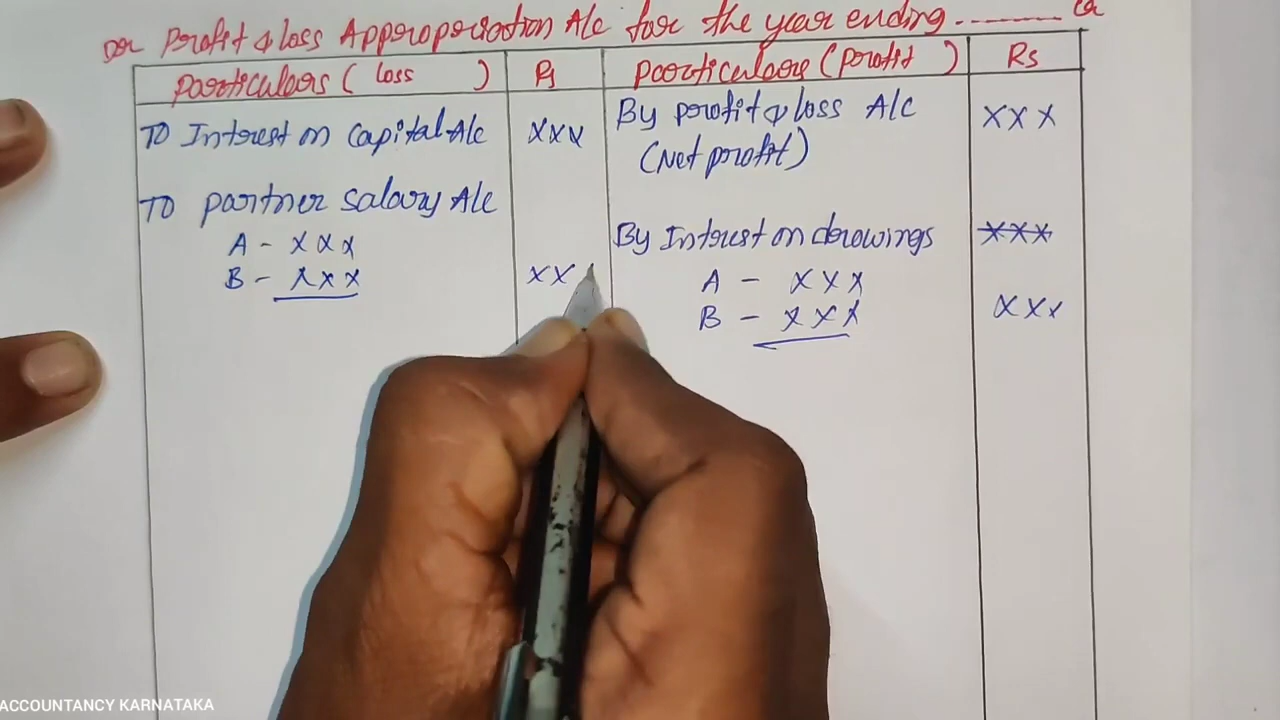 Dr Profit & loss Appropriation A/c for the year ending ........... Cr
Particulars ( loss ) Rs Particulars ( Profit ) Rs
To Interest on Capital A/c XXX
To partner salary A/c
A - XXX
B - XXX XX
By profit & loss A/c XXX
(Net profit)
By Interest on drowings XXX
A - XXX
B - XXX XXX
ACCOUNTANCY KARNATAKA